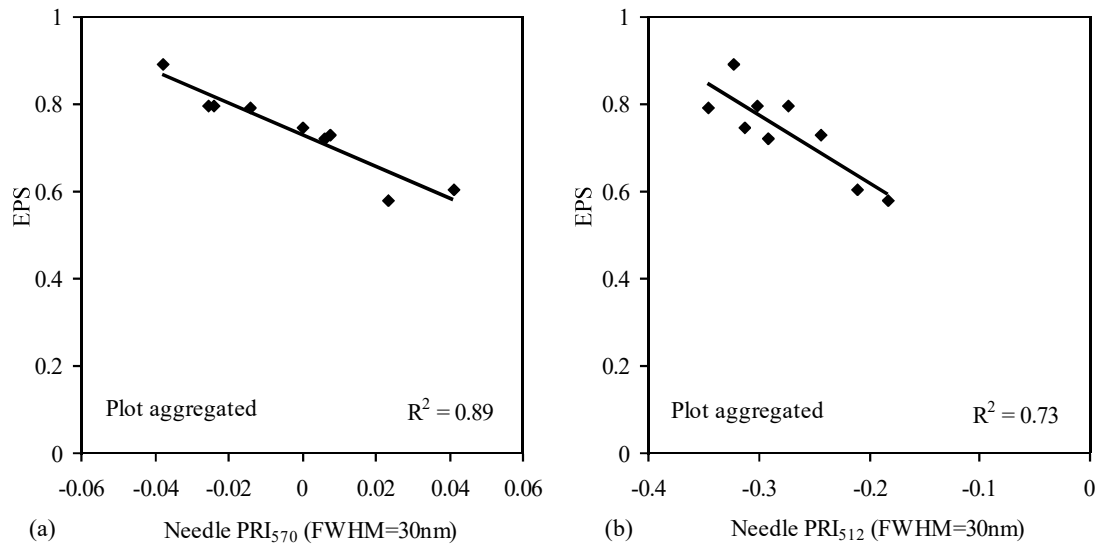 1
0.8
0.6
0.4
0.2
0
EPS
-0.06 -0.04 -0.02 0 0.02 0.04 0.06
Plot aggregated
R² = 0.89
(a) Needle PRI₅₇₀ (FWHM=30nm)
1
0.8
0.6
0.4
0.2
0
EPS
-0.4 -0.3 -0.2 -0.1 0
Plot aggregated
R² = 0.73
(b) Needle PRI₅₁₂ (FWHM=30nm)